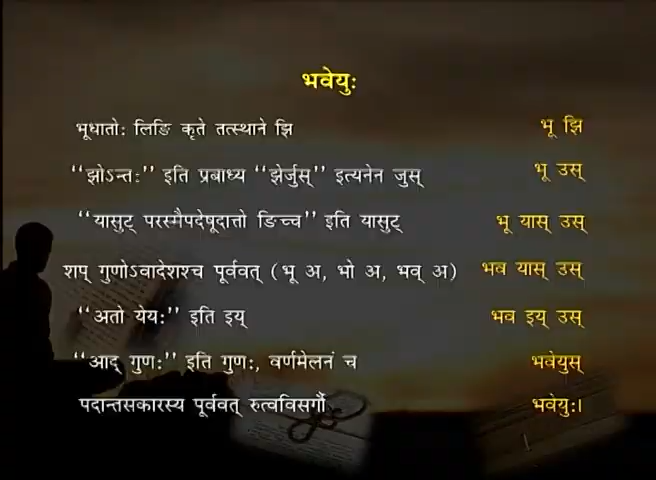 भवेयुः
भूधातोः लिङि कृते तत्स्थाने झि भू झि
“झोऽन्तः” इति प्रबाध्य “झेर्जुस्” इत्यनेन जुस् भू उस्
“यासुट् परस्मैपदेषूदात्तो ङिच्च” इति यासुट् भू यास् उस्
शप् गुणोऽवादेशश्च पूर्ववत् (भू अ, भो अ, भव् अ) भव यास् उस्
“अतो येयः” इति इय् भव इय् उस्
“आद् गुणः” इति गुणः, वर्णमेलनं च भवेयुस्
पदान्तसकारस्य पूर्ववत् रुत्वविसर्गौ भवेयुः।